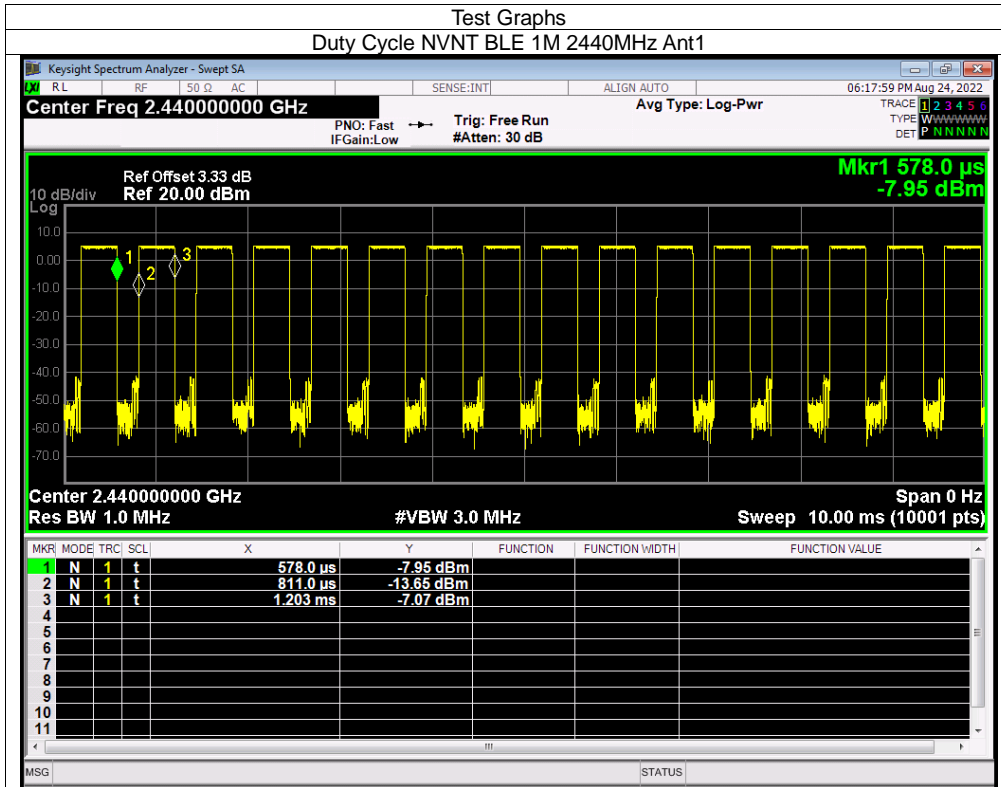 Test Graphs
Duty Cycle NVNT BLE 1M 2440MHz Ant1
Keysight Spectrum Analyzer - Swept SA
LXI RL RF 50 Ω AC SENSE:INT ALIGN AUTO 06:17:59 PM Aug 24, 2022
Center Freq 2.440000000 GHz
Avg Type: Log-Pwr
TRACE 1 2 3 4 5 6
PNO: Fast
Trig: Free Run
TYPE WWWWWW
IFGain:Low
#Atten: 30 dB
DET P N N N N N
Mkr1 578.0 µs
-7.95 dBm
Ref Offset 3.33 dB
10 dB/div Ref 20.00 dBm
Log
10.0
0.00
-10.0
-20.0
-30.0
-40.0
-50.0
-60.0
-70.0
1
2
3
Center 2.440000000 GHz Span 0 Hz
Res BW 1.0 MHz #VBW 3.0 MHz Sweep 10.00 ms (10001 pts)
MKR MODE TRC SCL X Y FUNCTION FUNCTION WIDTH FUNCTION VALUE
1 N 1 t 578.0 µs -7.95 dBm
2 N 1 t 811.0 µs -13.65 dBm
3 N 1 t 1.203 ms -7.07 dBm
4
5
6
7
8
9
10
11
MSG STATUS